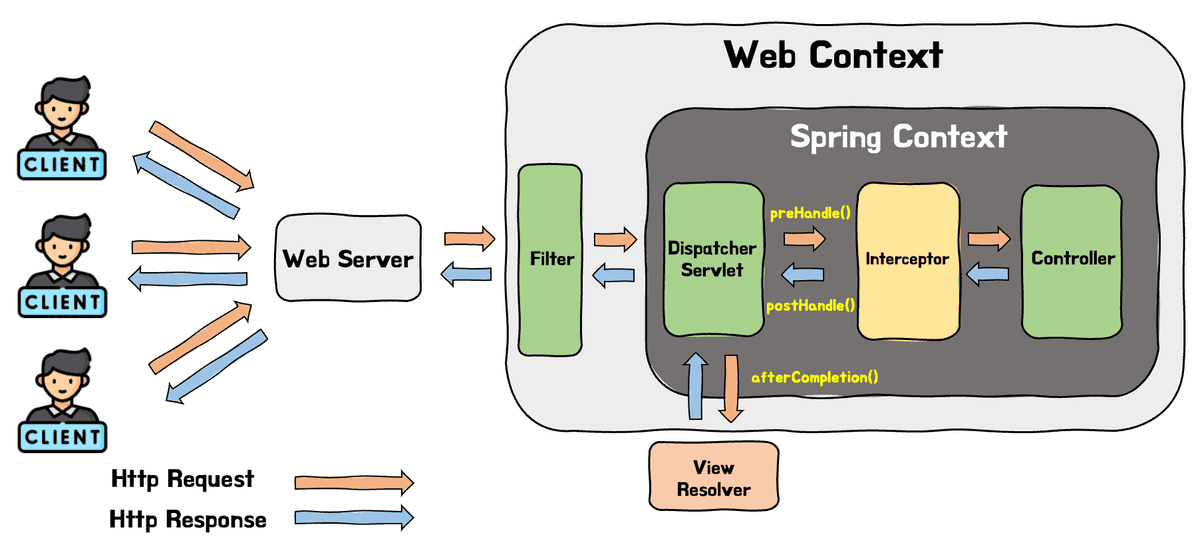 Web Context
Spring Context
CLIENT
CLIENT
CLIENT
Web Server
Filter
Dispatcher
Servlet
preHandle()
postHandle()
Interceptor
Controller
afterCompletion()
View
Resolver
Http Request
Http Response